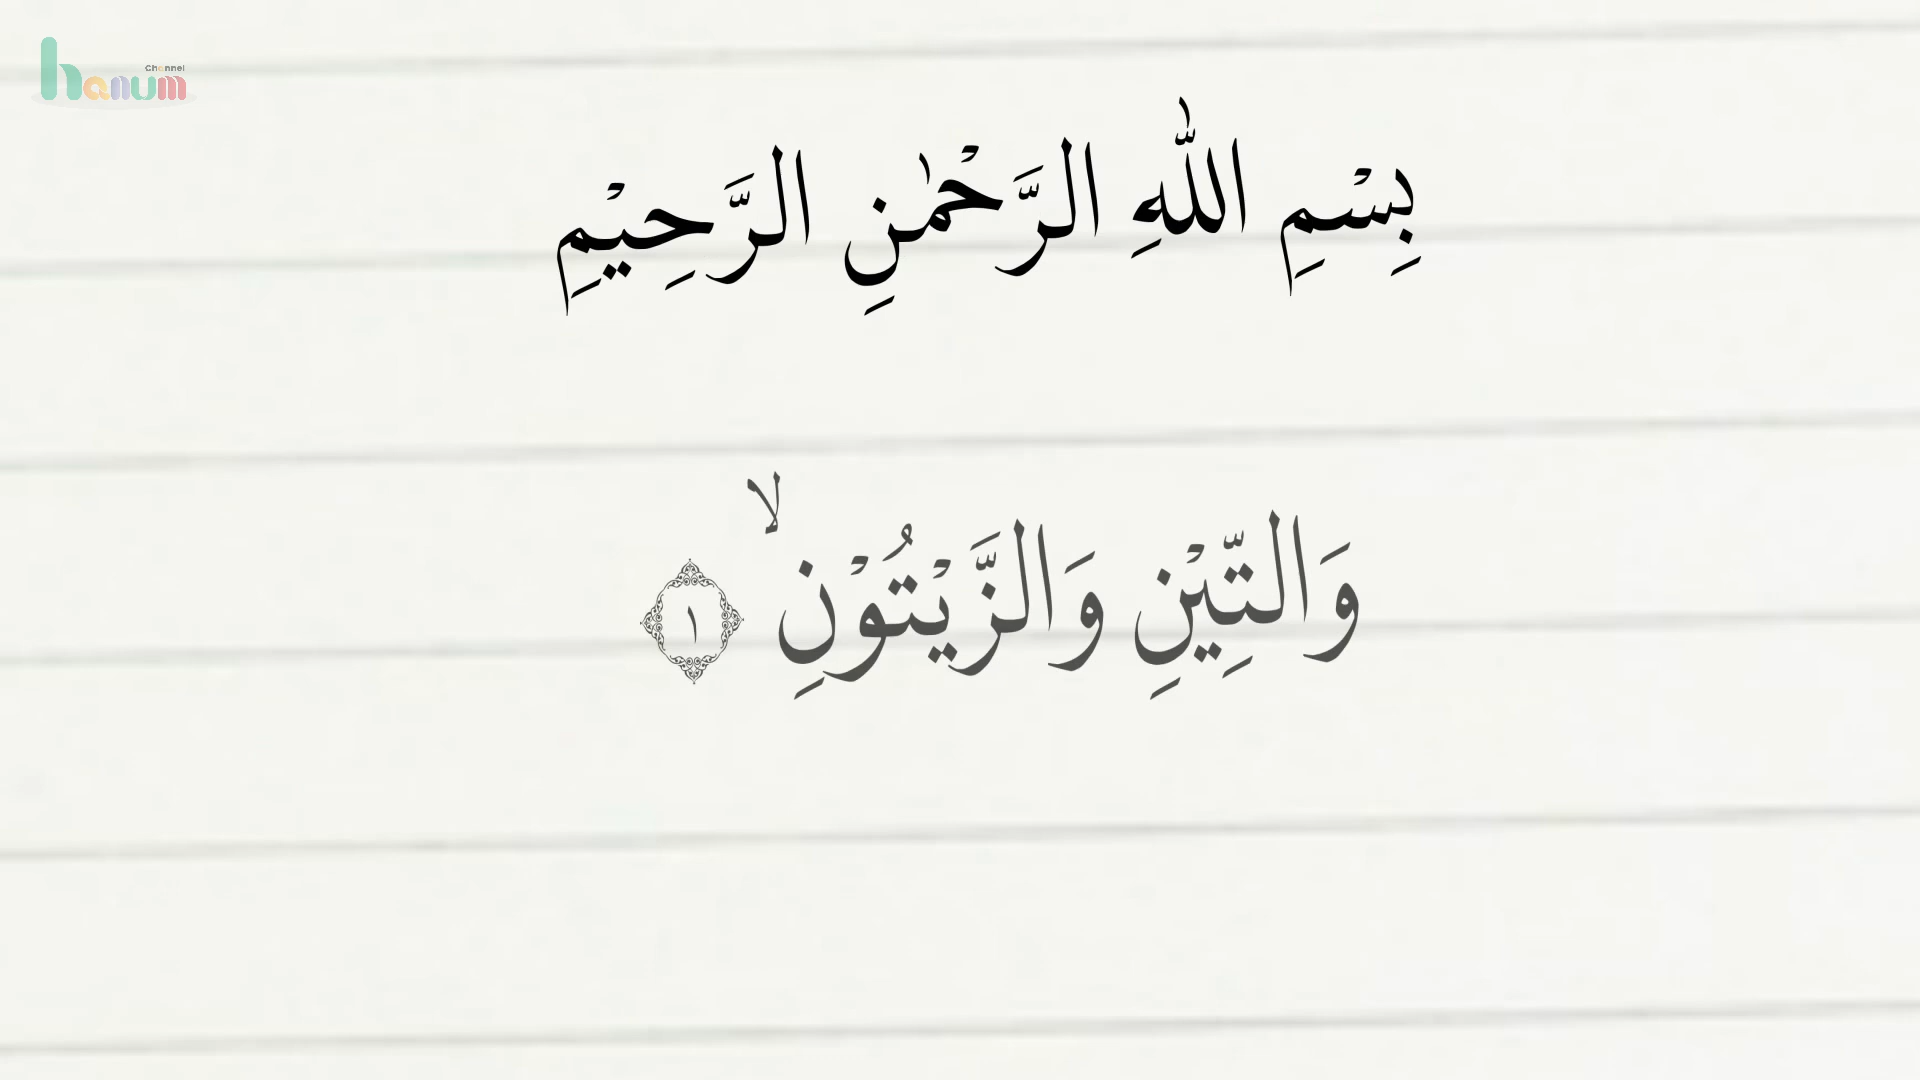 hanum Channel
بِسْمِ اللّٰهِ الرَّحْمٰنِ الرَّحِيْمِ
وَالتِّيْنِ وَالزَّيْتُوْنِۙ ١